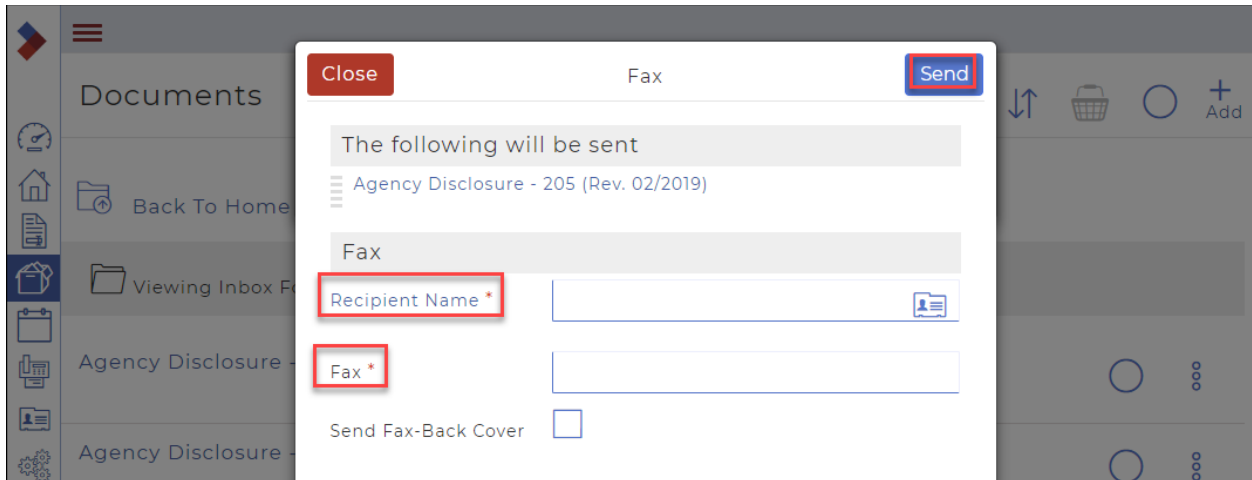 Close
Fax
Send
Documents
Add
The following will be sent
Agency Disclosure - 205 (Rev. 02/2019)
Back To Home
Fax
Viewing Inbox Fo
Recipient Name *
Agency Disclosure -
Fax *
Send Fax-Back Cover
Agency Disclosure -